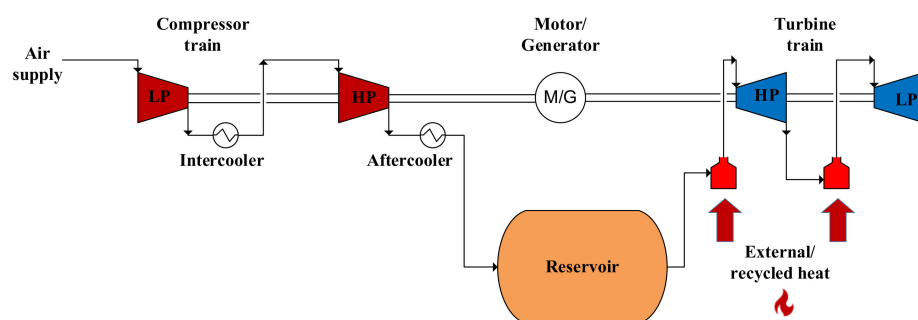 Compressor
train
Motor/
Generator
Turbine
train
Air
supply
LP
HP
M/G
HP
LP
Intercooler
Aftercooler
Reservoir
External/
recycled heat